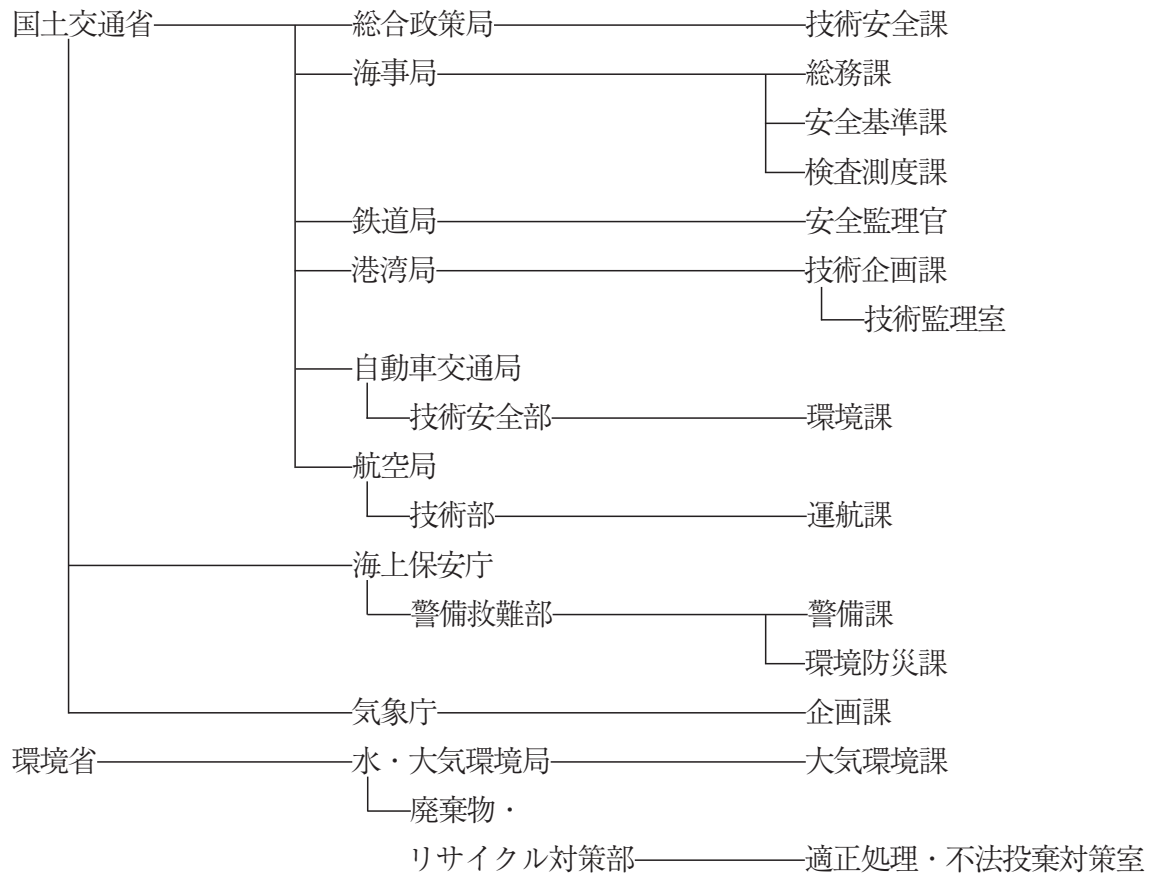 国土交通省 総合政策局 技術安全課
海事局 総務課
安全基準課
検査測度課
鉄道局 安全監理官
港湾局 技術企画課
技術監理室
自動車交通局
技術安全部 環境課
航空局
技術部 運航課
海上保安庁
警備救難部 警備課
環境防災課
気象庁 企画課
環境省 水・大気環境局 大気環境課
廃棄物・
リサイクル対策部 適正処理・不法投棄対策室